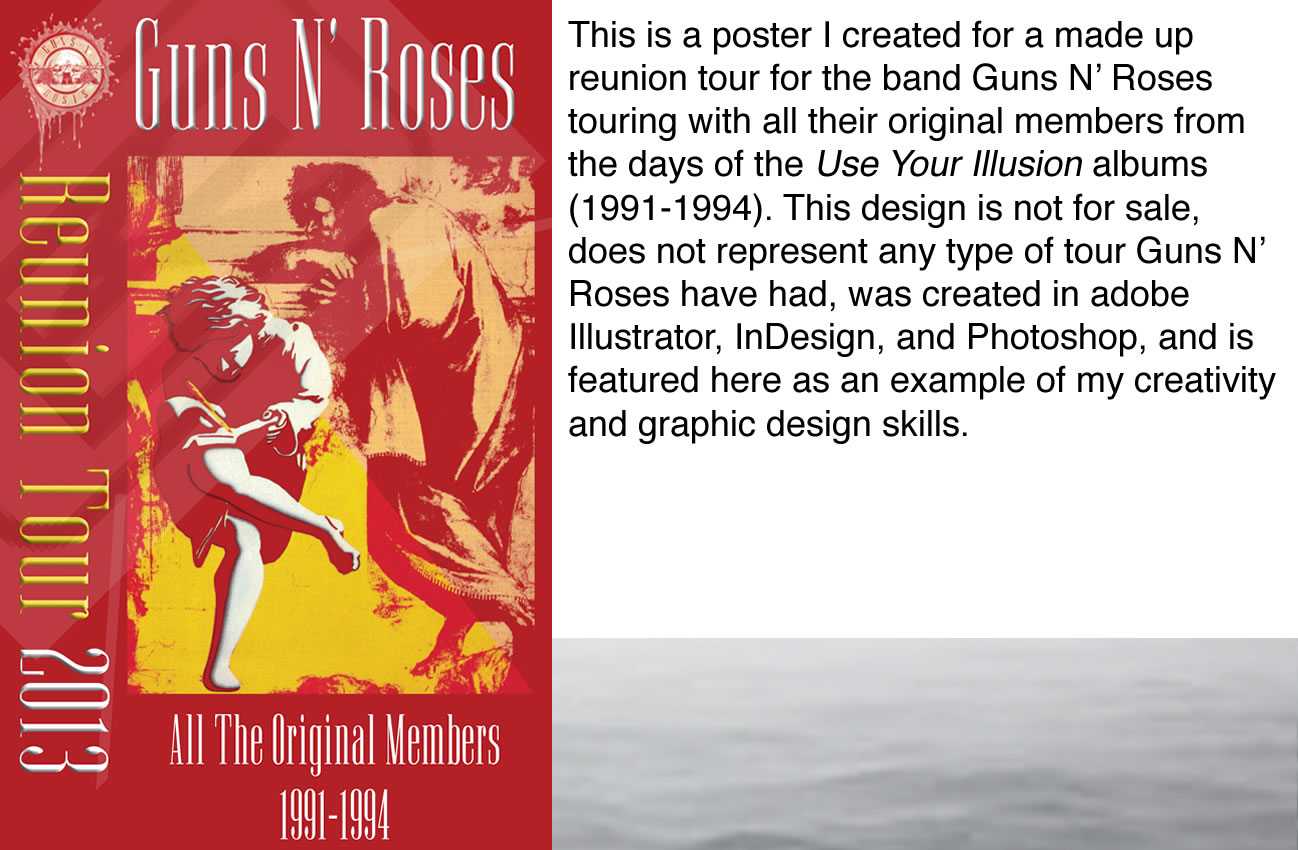 GUNS N'
ROSES
Guns N' Roses
Reunion Tour 2013
All The Original Members
1991-1994
This is a poster I created for a made up
reunion tour for the band Guns N’ Roses
touring with all their original members from
the days of the Use Your Illusion albums
(1991-1994). This design is not for sale,
does not represent any type of tour Guns N’
Roses have had, was created in adobe
Illustrator, InDesign, and Photoshop, and is
featured here as an example of my creativity
and graphic design skills.